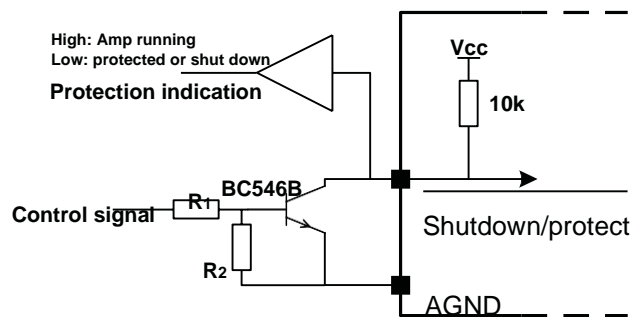 High: Amp running
Low: protected or shut down
Protection indication
Vcc
10k
BC546B
R1
Control signal
R2
Shutdown/protect
AGND